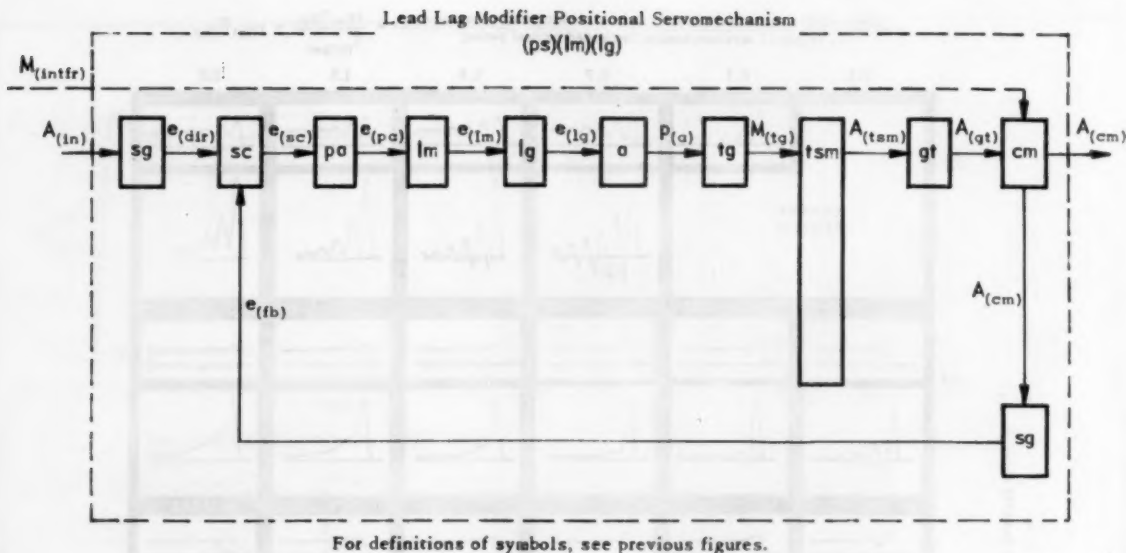 Lead Lag Modifier Positional Servomechanism
(ps)(lm)(lg)
M(intfr)
A(in) e(dir) e(sc) e(pa) e(lm) e(lg) p(a) M(tg) A(tsm) A(gt) A(cm)
sg sc pa lm lg a tg tsm gt cm
e(fb)
A(cm)
sg
For definitions of symbols, see previous figures.